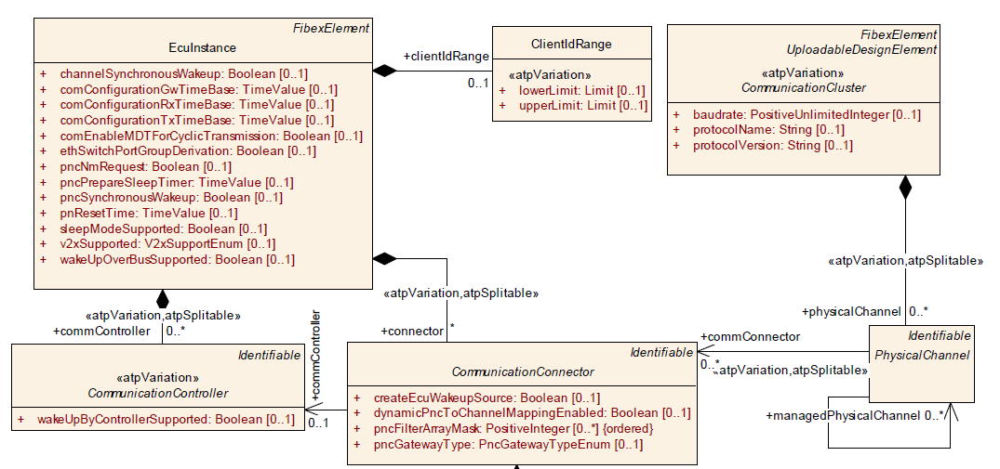 FibexElement
EcuInstance
+ channelSynchronousWakeup: Boolean [0..1]
+ comConfigurationGwTimeBase: TimeValue [0..1]
+ comConfigurationRxTimeBase: TimeValue [0..1]
+ comConfigurationTxTimeBase: TimeValue [0..1]
+ comEnableMDTForCyclicTransmission: Boolean [0..1]
+ ethSwitchPortGroupDerivation: Boolean [0..1]
+ pncNmRequest: Boolean [0..1]
+ pncPrepareSleepTimer: TimeValue [0..1]
+ pncSynchronousWakeup: Boolean [0..1]
+ pnResetTime: TimeValue [0..1]
+ sleepModeSupported: Boolean [0..1]
+ v2xSupported: V2xSupportEnum [0..1]
+ wakeUpOverBusSupported: Boolean [0..1]
+clientIdRange
0..1
ClientIdRange
«atpVariation»
+ lowerLimit: Limit [0..1]
+ upperLimit: Limit [0..1]
FibexElement
UploadableDesignElement
«atpVariation»
CommunicationCluster
+ baudrate: PositiveUnlimitedInteger [0..1]
+ protocolName: String [0..1]
+ protocolVersion: String [0..1]
«atpVariation,atpSplitable»
+physicalChannel 0..*
«atpVariation,atpSplitable»
+connector *
«atpVariation,atpSplitable»
+commController 0..*
Identifiable
«atpVariation»
CommunicationController
+ wakeUpByControllerSupported: Boolean [0..1]
+commController
0..1
Identifiable
CommunicationConnector
+ createEcuWakeupSource: Boolean [0..1]
+ dynamicPncToChannelMappingEnabled: Boolean [0..1]
+ pncFilterArrayMask: PositiveInteger [0..*] {ordered}
+ pncGatewayType: PncGatewayTypeEnum [0..1]
+commConnector
0..*
«atpVariation,atpSplitable»
Identifiable
PhysicalChannel
+managedPhysicalChannel 0..*